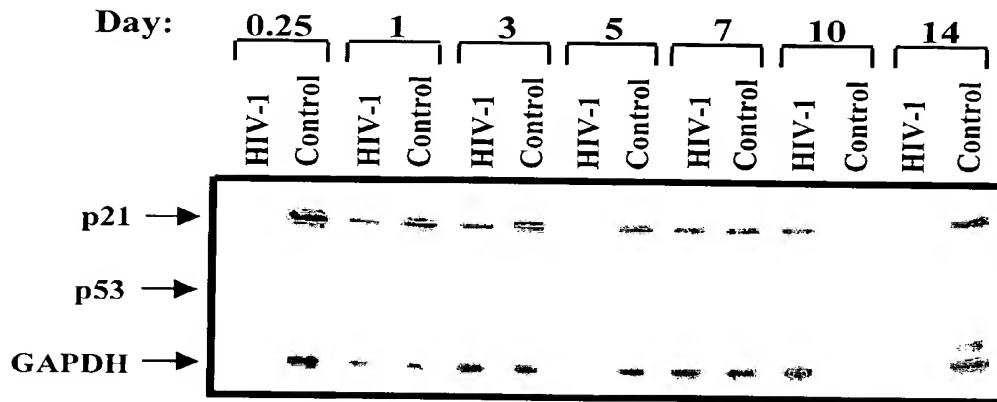 Day: 0.25 1 3 5 7 10 14
HIV-1 Control HIV-1 Control HIV-1 Control HIV-1 Control HIV-1 Control HIV-1 Control HIV-1 Control
p21
p53
GAPDH